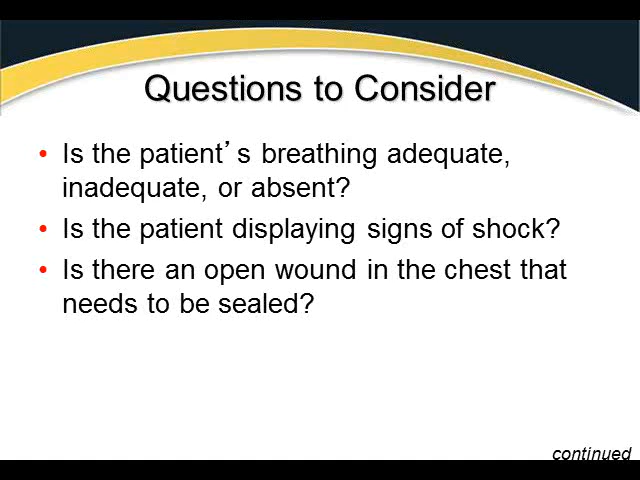 Questions to Consider
• Is the patient’s breathing adequate,
inadequate, or absent?
• Is the patient displaying signs of shock?
• Is there an open wound in the chest that
needs to be sealed?
continued